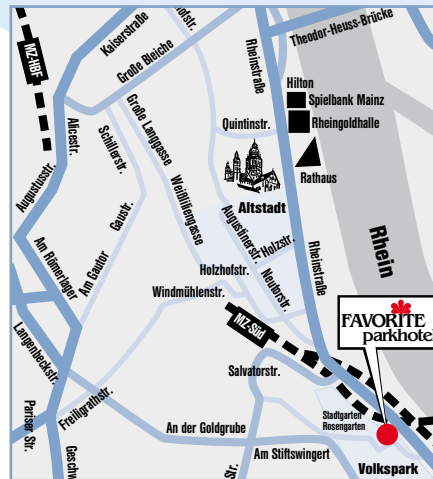 MZ-HBF
Kaiserstraße
Große Bleiche
Rheinstraße
Theodor-Heuss-Brücke
Hilton
Spielbank Mainz
Rheingoldhalle
Quintinstr.
Rathaus
Alicestr.
Schillerstr.
Große Langgasse
Weißliliengasse
Augustusstr.
Altstadt
Augustinerstr.
Holzstr.
Gaustr.
Am Gautor
Am Römerlager
Holzhofstr.
Windmühlenstr.
Neutorstr.
Rheinstraße
Rhein
MZ-Süd
FAVORITE
parkhotel
Salvatorstr.
Langenbeckstr.
Freiligrathstr.
Pariser Str.
An der Goldgrube
Stadtgarten
Rosengarten
Am Stiftswingert
Volkspark
Geschw
Str.